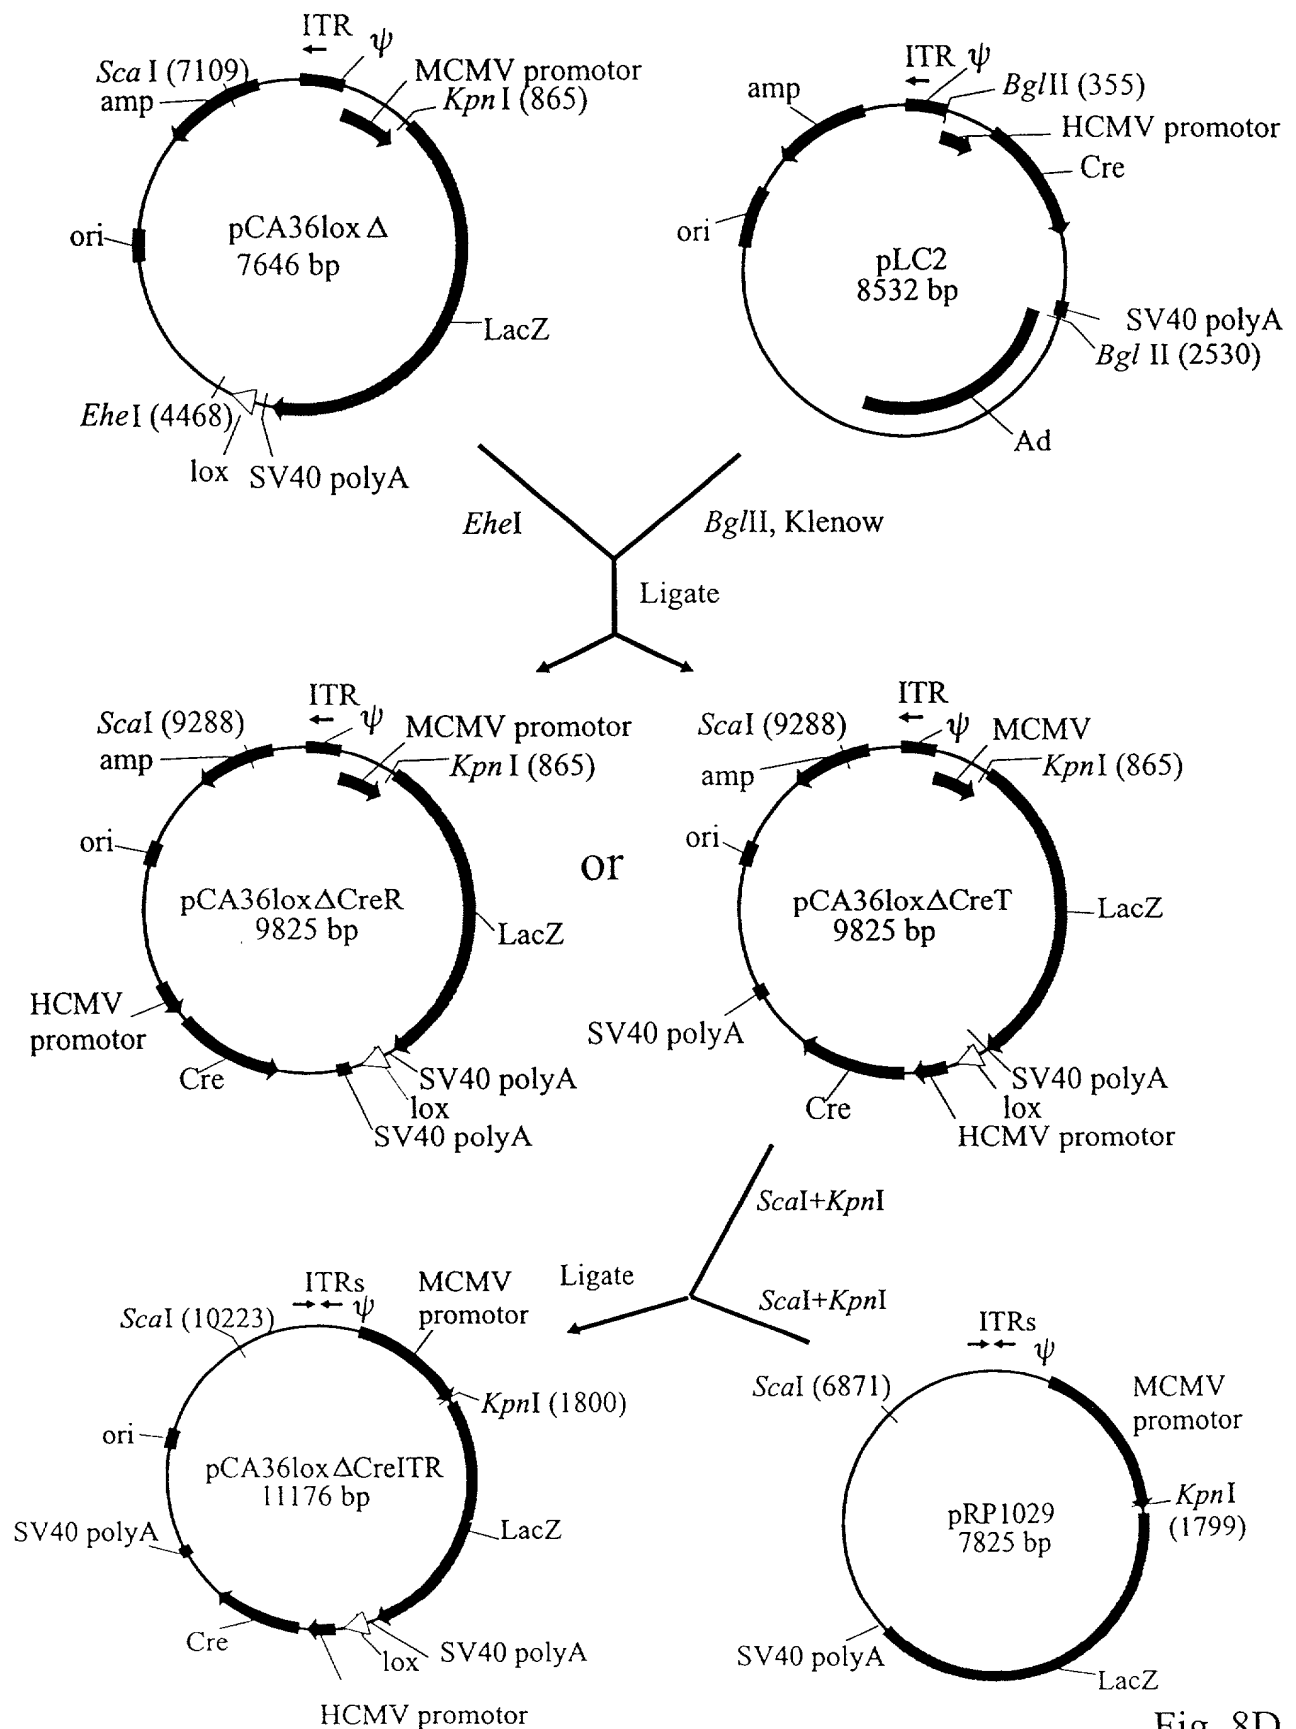 ITR
ψ
ScaI (7109)
amp
MCMV promotor
KpnI (865)
ori
pCA36loxΔ
7646 bp
LacZ
EheI (4468)
lox
SV40 polyA
ITR
ψ
BglII (355)
amp
HCMV promotor
Cre
ori
pLC2
8532 bp
SV40 polyA
Bgl II (2530)
Ad
EheI
BglII, Klenow
Ligate
ITR
ψ
ScaI (9288)
MCMV promotor
amp
KpnI (865)
ori
pCA36loxΔCreR
9825 bp
LacZ
HCMV
promotor
Cre
SV40 polyA
lox
SV40 polyA
or
ITR
ψ
ScaI (9288)
MCMV
amp
KpnI (865)
ori
pCA36loxΔCreT
9825 bp
LacZ
SV40 polyA
Cre
SV40 polyA
lox
HCMV promotor
ScaI+KpnI
Ligate
ScaI+KpnI
ITRs
ψ
MCMV
promotor
ScaI (10223)
KpnI (1800)
ori
pCA36loxΔCreITR
11176 bp
LacZ
SV40 polyA
Cre
lox
SV40 polyA
HCMV promotor
ITRs
ψ
ScaI (6871)
MCMV
promotor
KpnI
(1799)
pRP1029
7825 bp
SV40 polyA
LacZ
Fig. 8D